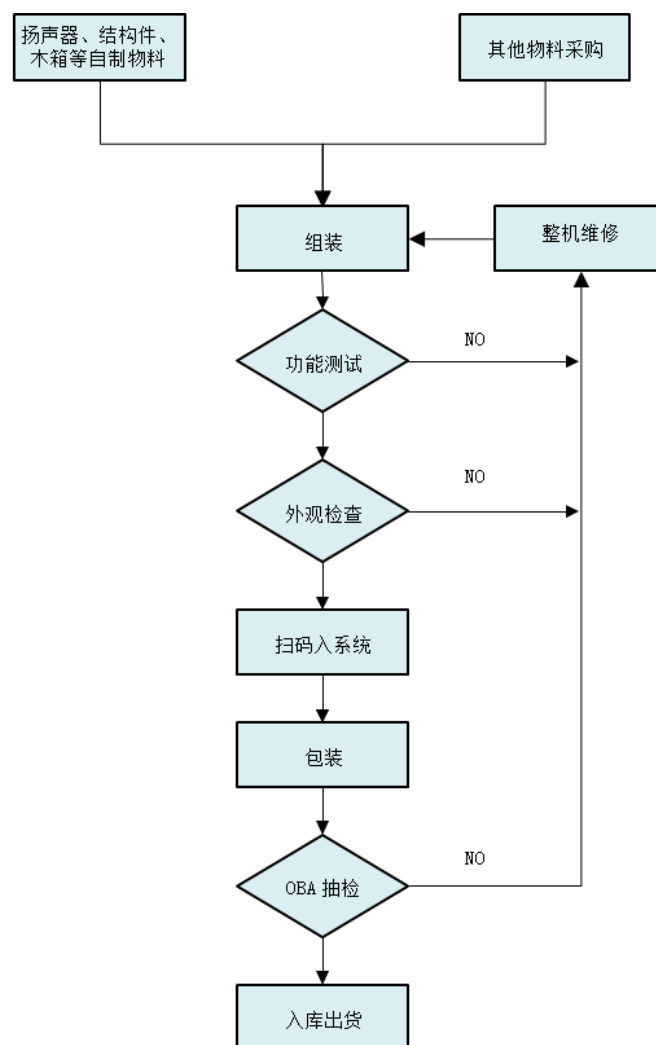 扬声器、结构件、
木箱等自制物料
其他物料采购
组装
整机维修
功能测试
NO
外观检查
NO
扫码入系统
包装
OBA 抽检
NO
入库出货